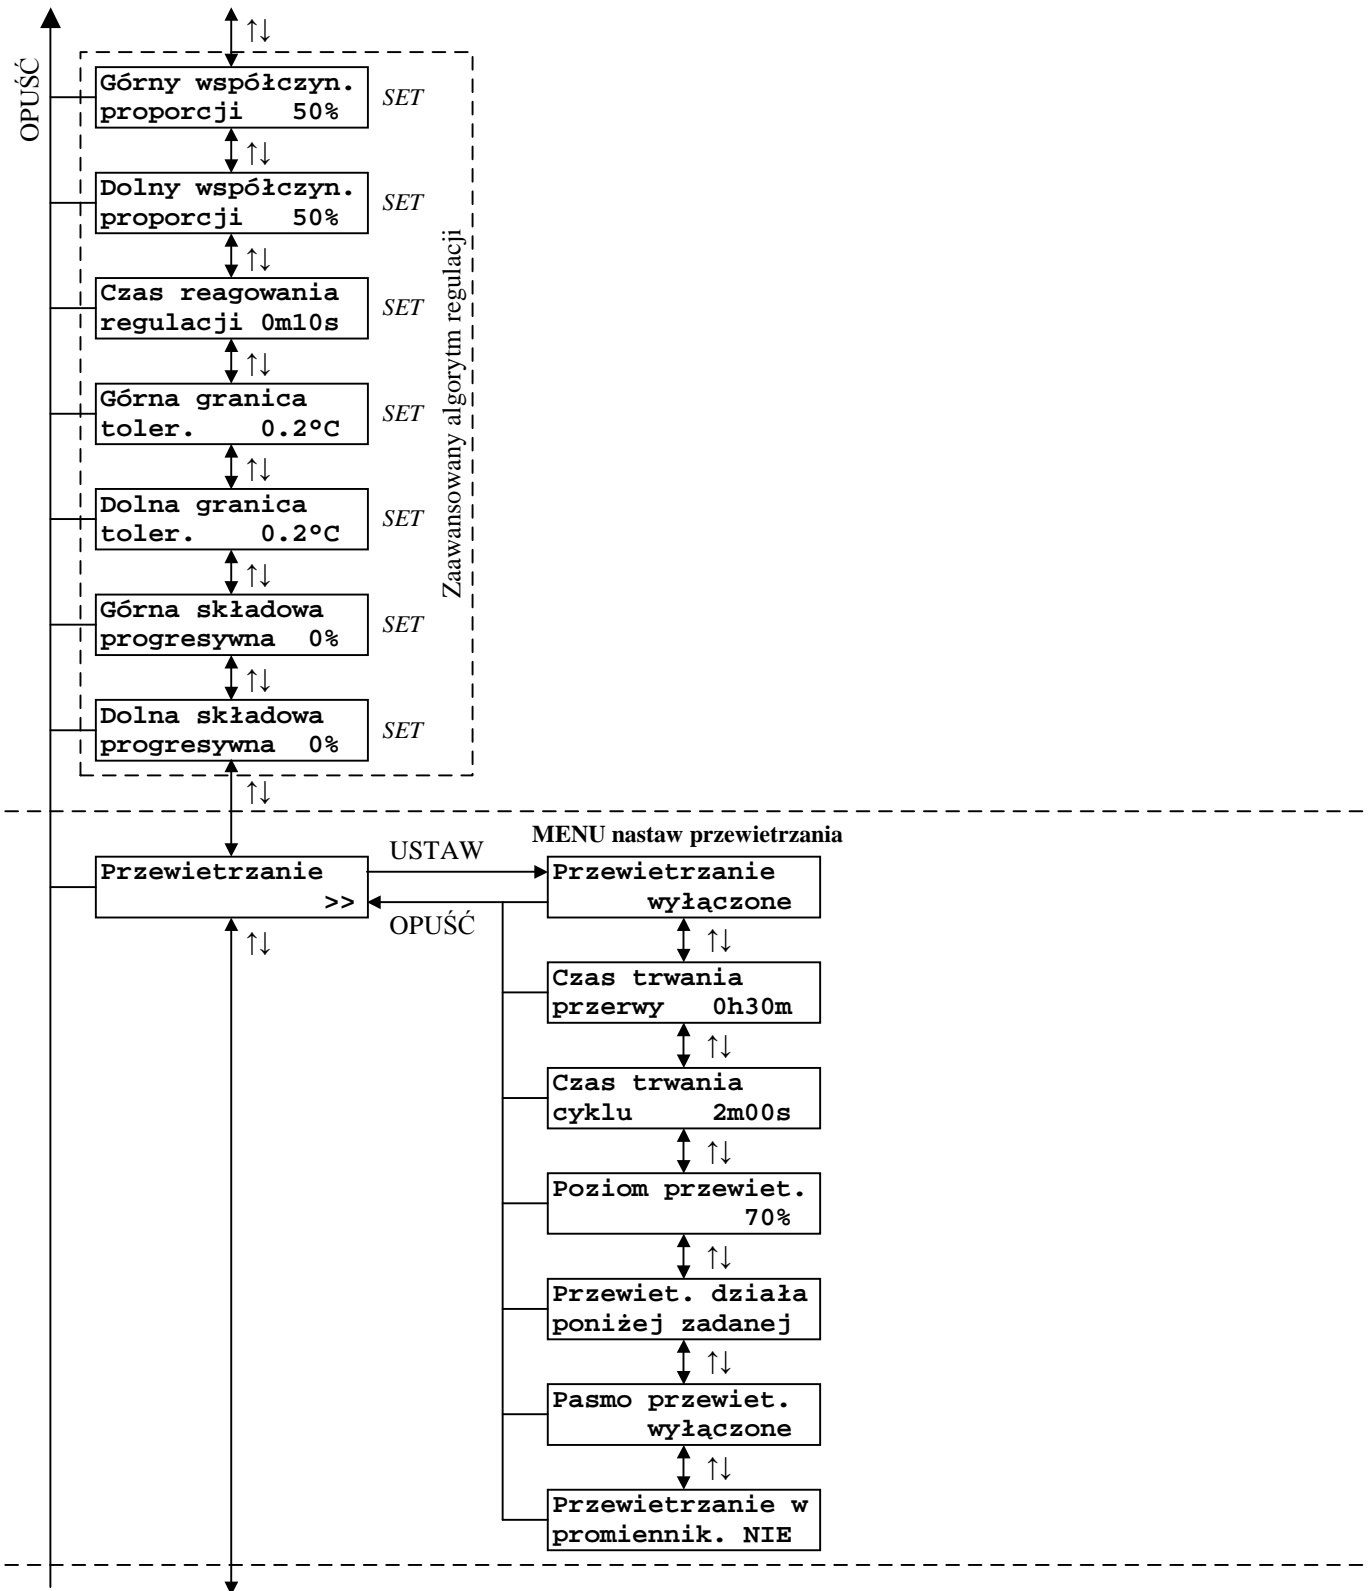 OPUŚĆ
↑↓
Górny współczyn.
proporcji 50%
SET
↑↓
Dolny współczyn.
proporcji 50%
SET
↑↓
Czas reagowania
regulacji 0m10s
SET
↑↓
Górna granica
toler. 0.2°C
SET
↑↓
Dolna granica
toler. 0.2°C
SET
↑↓
Górna składowa
progresywna 0%
SET
↑↓
Dolna składowa
progresywna 0%
SET
Zaawansowany algorytm regulacji
↑↓
Przewietrzanie
>>
↑↓
USTAW
OPUŚĆ
MENU nastaw przewietrzania
Przewietrzanie
wyłączone
↑↓
Czas trwania
przerwy 0h30m
↑↓
Czas trwania
cyklu 2m00s
↑↓
Poziom przewiet.
70%
↑↓
Przewiet. działa
poniżej zadanej
↑↓
Pasmo przewiet.
wyłączone
↑↓
Przewietrzanie w
promiennik. NIE